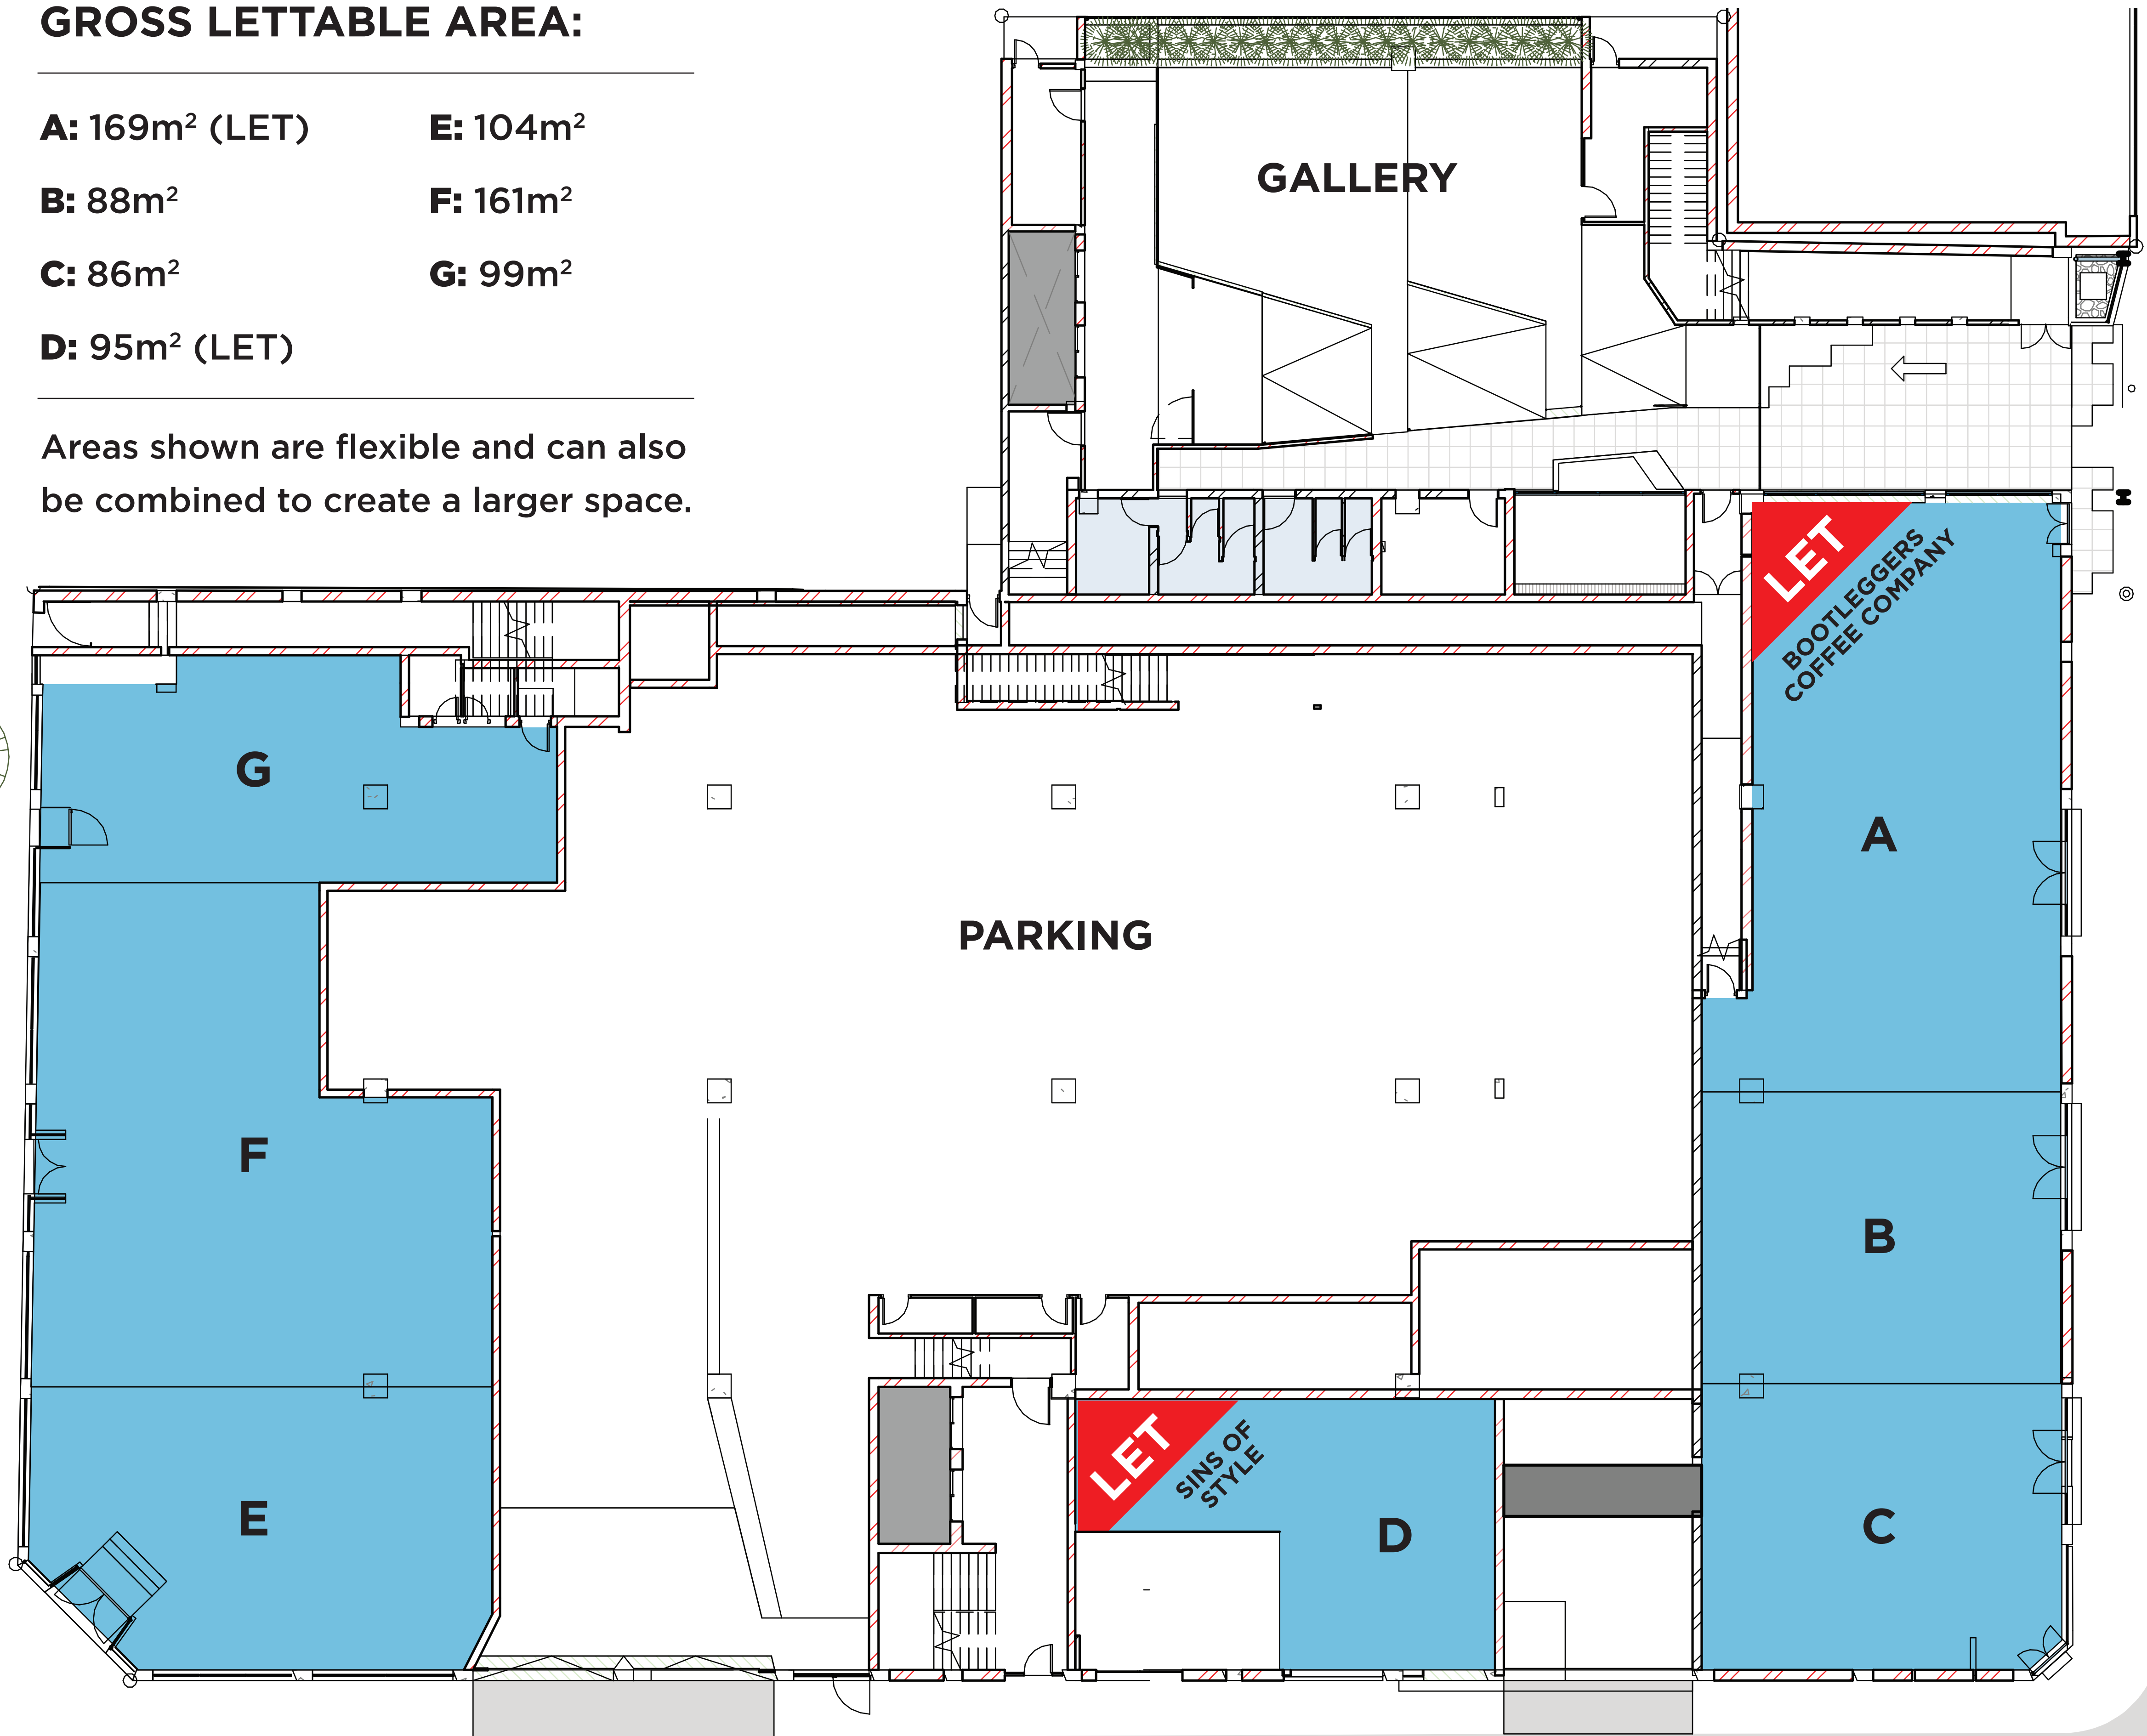 GROSS LETTABLE AREA:
A: 169m² (LET)
E: 104m²
B: 88m²
F: 161m²
C: 86m²
G: 99m²
D: 95m² (LET)
Areas shown are flexible and can also
be combined to create a larger space.
GALLERY
LET
BOOTLEGGERS
COFFEE COMPANY
G
A
PARKING
F
B
LET
SINS OF
STYLE
E
D
C